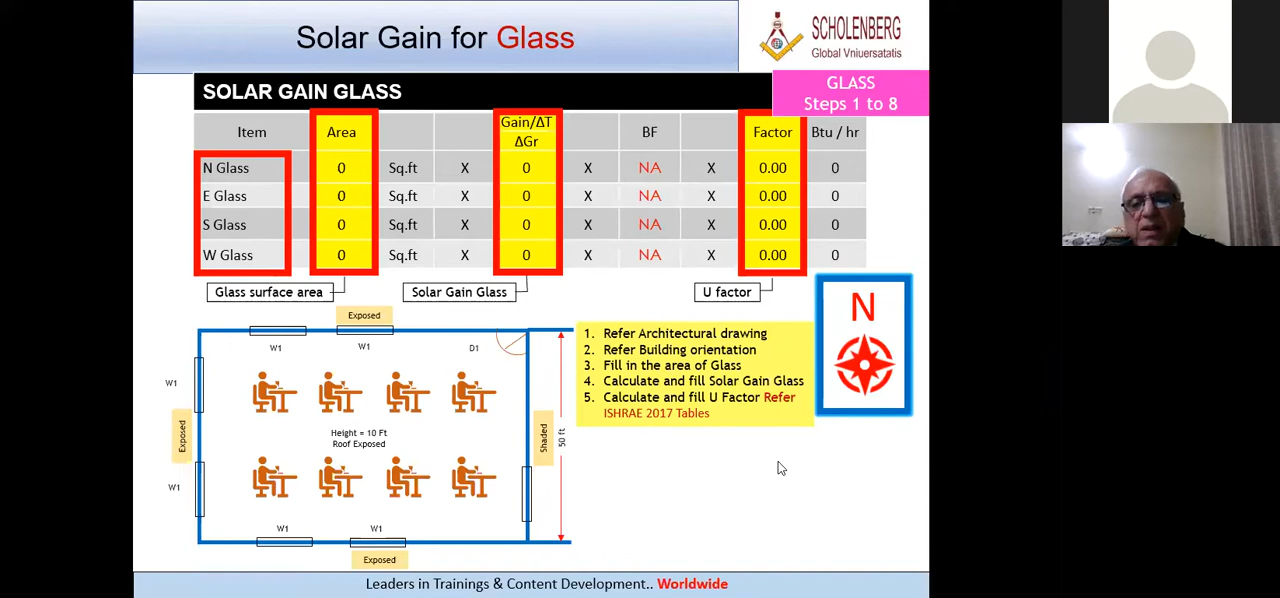 Solar Gain for Glass
SCHOLENBERG
Global Vniuersatatis
GLASS
Steps 1 to 8
SOLAR GAIN GLASS
Item Area Gain/ΔT ΔGr BF Factor Btu / hr
N Glass 0 Sq.ft X 0 X NA X 0.00 0
E Glass 0 Sq.ft X 0 X NA X 0.00 0
S Glass 0 Sq.ft X 0 X NA X 0.00 0
W Glass 0 Sq.ft X 0 X NA X 0.00 0
Glass surface area Solar Gain Glass U factor
Exposed
W1 W1 D1
W1
Exposed
W1
Height = 10 Ft
Roof Exposed
Shaded
50 ft
W1 W1
Exposed
1. Refer Architectural drawing
2. Refer Building orientation
3. Fill in the area of Glass
4. Calculate and fill Solar Gain Glass
5. Calculate and fill U Factor Refer
ISHRAE 2017 Tables
N
Leaders in Trainings & Content Development.. Worldwide